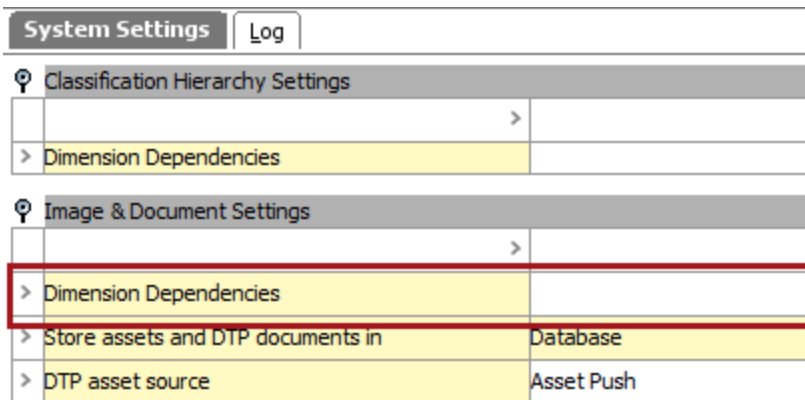 System Settings Log
Classification Hierarchy Settings
>
> Dimension Dependencies
Image & Document Settings
>
> Dimension Dependencies
> Store assets and DTP documents in Database
> DTP asset source Asset Push